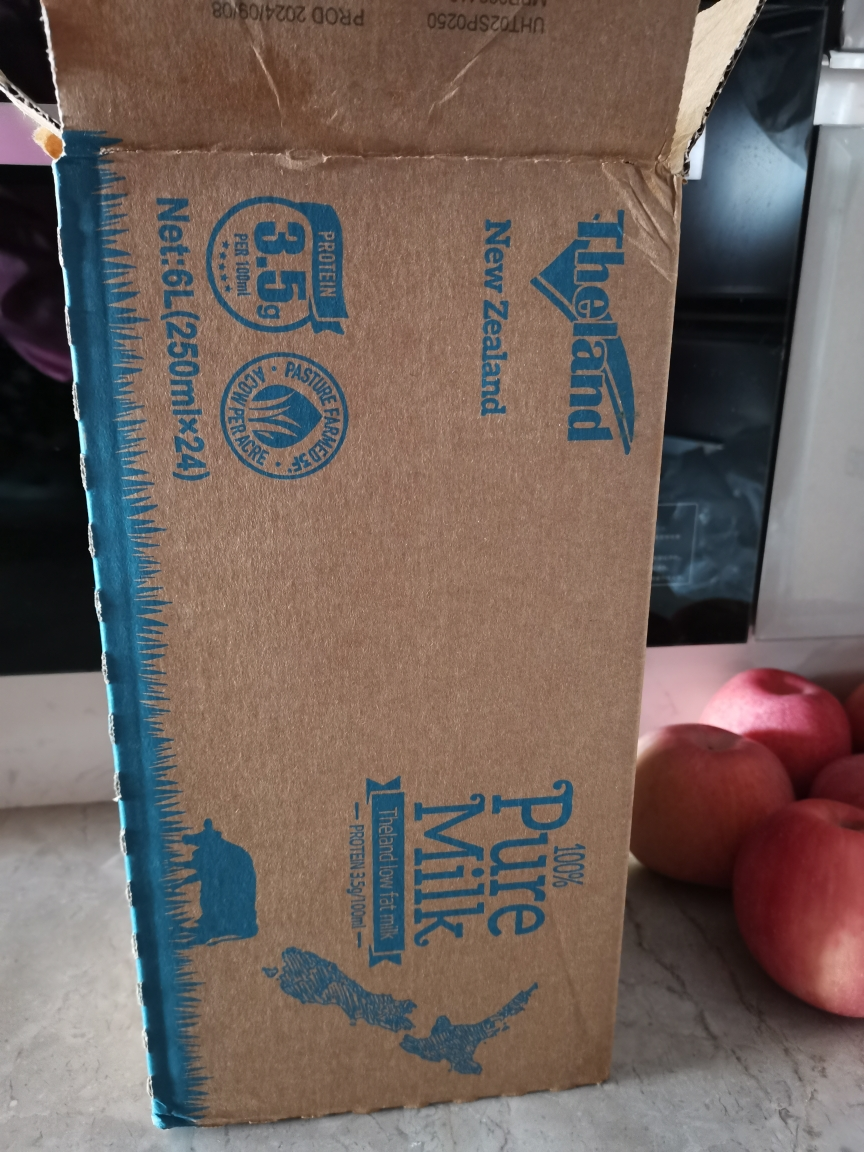 UHT02SP0250
PROD 2024/09/08
Theland
New Zealand
PROTEIN
3.5g
PER 100ml
PASTURE FARMED
A COW PER ACRE
Net:6L(250ml×24)
100%
Pure
Milk
Theland low fat milk
PROTEIN 3.5g/100ml